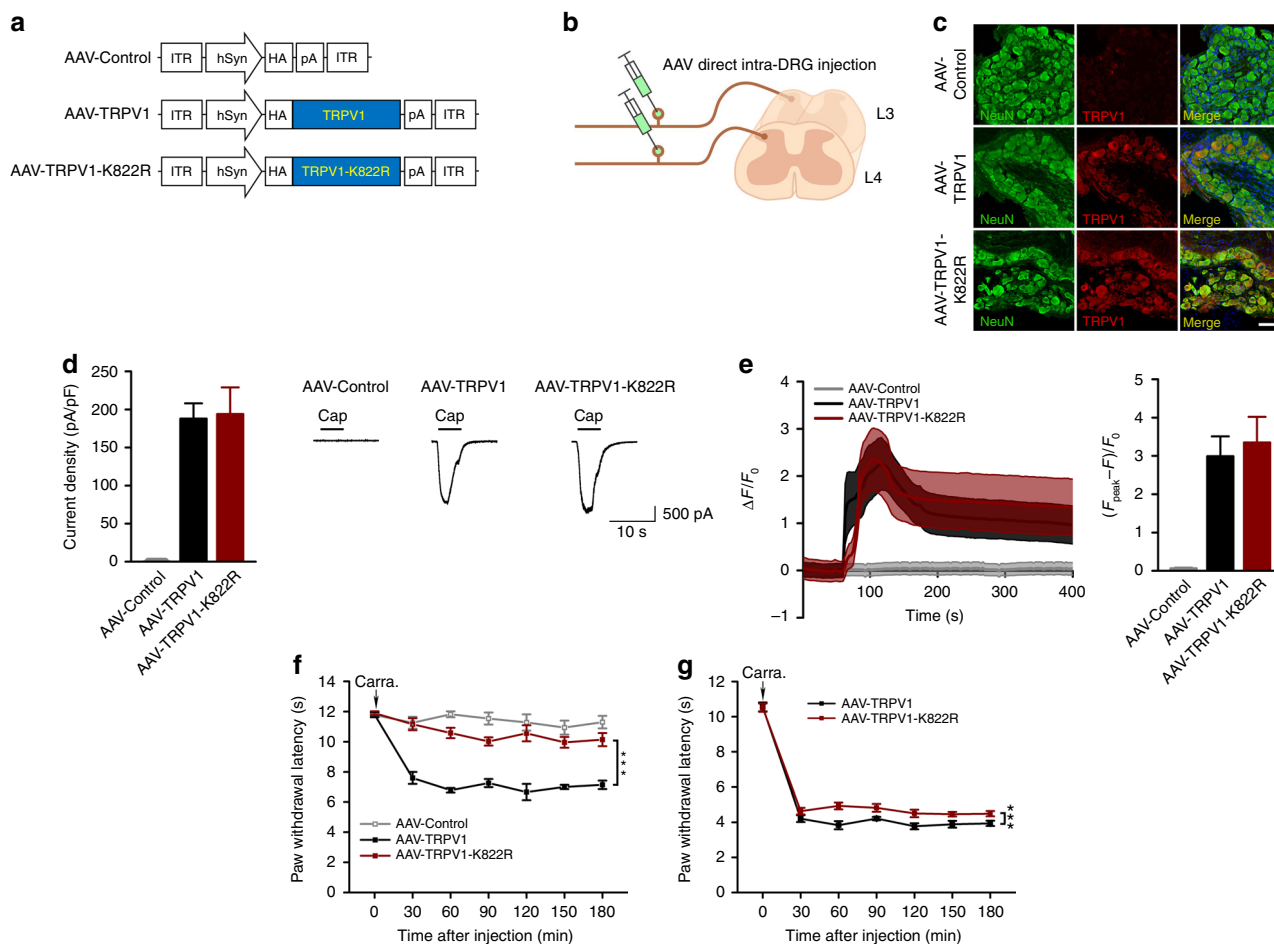 a
AAV-Control ITR hSyn HA pA ITR
AAV-TRPV1 ITR hSyn HA TRPV1 pA ITR
AAV-TRPV1-K822R ITR hSyn HA TRPV1-K822R pA ITR
b
AAV direct intra-DRG injection
L3
L4
c
AAV-
Control
TRPV1
Merge
AAV-
TRPV1
NeuN
TRPV1
Merge
AAV-TRPV1-
K822R
NeuN
TRPV1
Merge
d
Current density (pA/pF)
250
200
150
100
50
0
AAV-Control
AAV-TRPV1
AAV-TRPV1-K822R
AAV-Control AAV-TRPV1 AAV-TRPV1-K822R
Cap Cap Cap
500 pA
10 s
e
ΔF/F0
4
3
2
1
0
−1
AAV-Control
AAV-TRPV1
AAV-TRPV1-K822R
100 200 300 400
Time (s)
(Fpeak–F)/F0
5
4
3
2
1
0
AAV-Control
AAV-TRPV1
AAV-TRPV1-K822R
f
Carra.
Paw withdrawal latency (s)
14
12
10
8
6
4
2
0
***
AAV-Control
AAV-TRPV1
AAV-TRPV1-K822R
0 30 60 90 120 150 180
Time after injection (min)
g
Carra.
Paw withdrawal latency (s)
12
10
8
6
4
2
0
AAV-TRPV1
AAV-TRPV1-K822R
***
0 30 60 90 120 150 180
Time after injection (min)